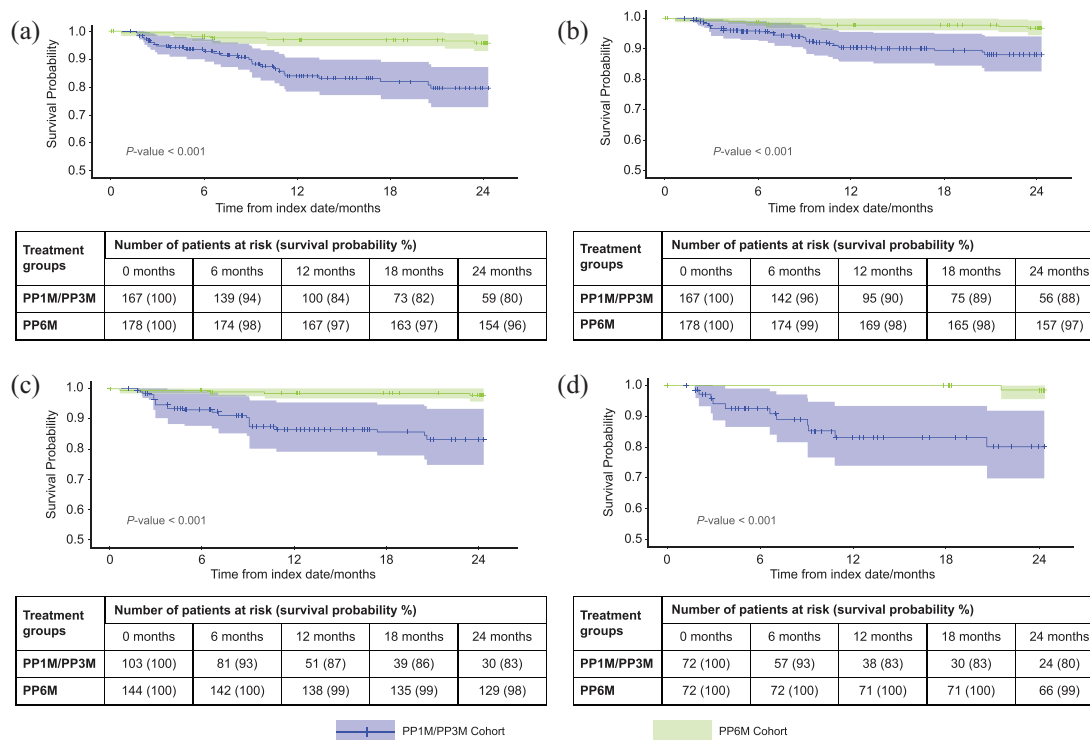 (a)
Survival Probability
1.0
0.9
0.8
0.7
0.6
0.5
P-value < 0.001
0 6 12 18 24
Time from index date/months
Treatment groups
Number of patients at risk (survival probability %)
0 months 6 months 12 months 18 months 24 months
PP1M/PP3M 167 (100) 139 (94) 100 (84) 73 (82) 59 (80)
PP6M 178 (100) 174 (98) 167 (97) 163 (97) 154 (96)
(b)
Survival Probability
1.0
0.9
0.8
0.7
0.6
0.5
P-value < 0.001
0 6 12 18 24
Time from index date/months
Treatment groups
Number of patients at risk (survival probability %)
0 months 6 months 12 months 18 months 24 months
PP1M/PP3M 167 (100) 142 (96) 95 (90) 75 (89) 56 (88)
PP6M 178 (100) 174 (99) 169 (98) 165 (98) 157 (97)
(c)
Survival Probability
1.0
0.9
0.8
0.7
0.6
0.5
P-value < 0.001
0 6 12 18 24
Time from index date/months
Treatment groups
Number of patients at risk (survival probability %)
0 months 6 months 12 months 18 months 24 months
PP1M/PP3M 103 (100) 81 (93) 51 (87) 39 (86) 30 (83)
PP6M 144 (100) 142 (100) 138 (99) 135 (99) 129 (98)
(d)
Survival Probability
1.0
0.9
0.8
0.7
0.6
0.5
P-value < 0.001
0 6 12 18 24
Time from index date/months
Treatment groups
Number of patients at risk (survival probability %)
0 months 6 months 12 months 18 months 24 months
PP1M/PP3M 72 (100) 57 (93) 38 (83) 30 (83) 24 (80)
PP6M 72 (100) 72 (100) 71 (100) 71 (100) 66 (99)
PP1M/PP3M Cohort PP6M Cohort